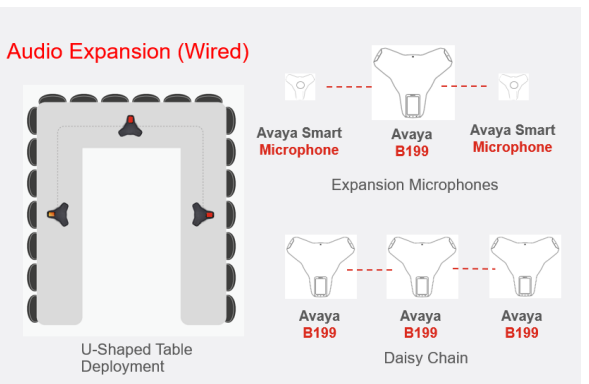 Audio Expansion (Wired)
Avaya Smart
Microphone
Avaya
B199
Avaya Smart
Microphone
Expansion Microphones
Avaya
B199
Avaya
B199
Avaya
B199
Daisy Chain
U-Shaped Table
Deployment